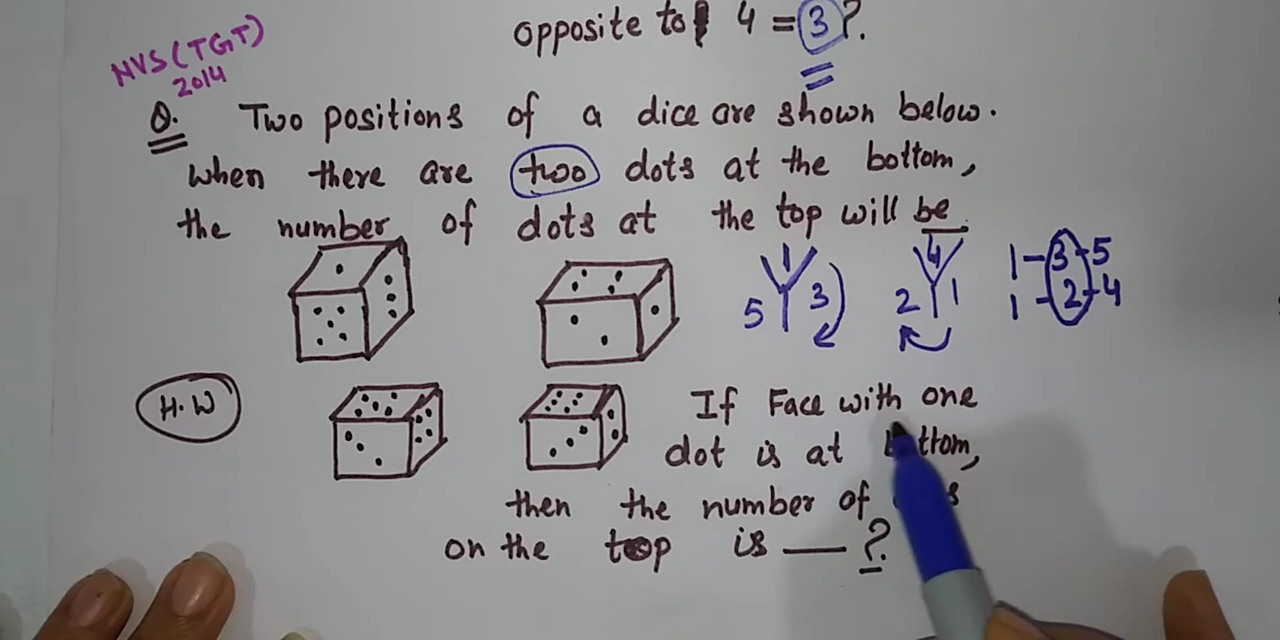 opposite to 4 = 3 ?.
NVS (TGT)
2014
Q. Two positions of a dice are shown below.
when there are two dots at the bottom,
the number of dots at the top will be.
1
5 3
4
2 1
1-3-5
1-2-4
H.W
If Face with one
dot is at bottom,
then the number of
on the top is — ?